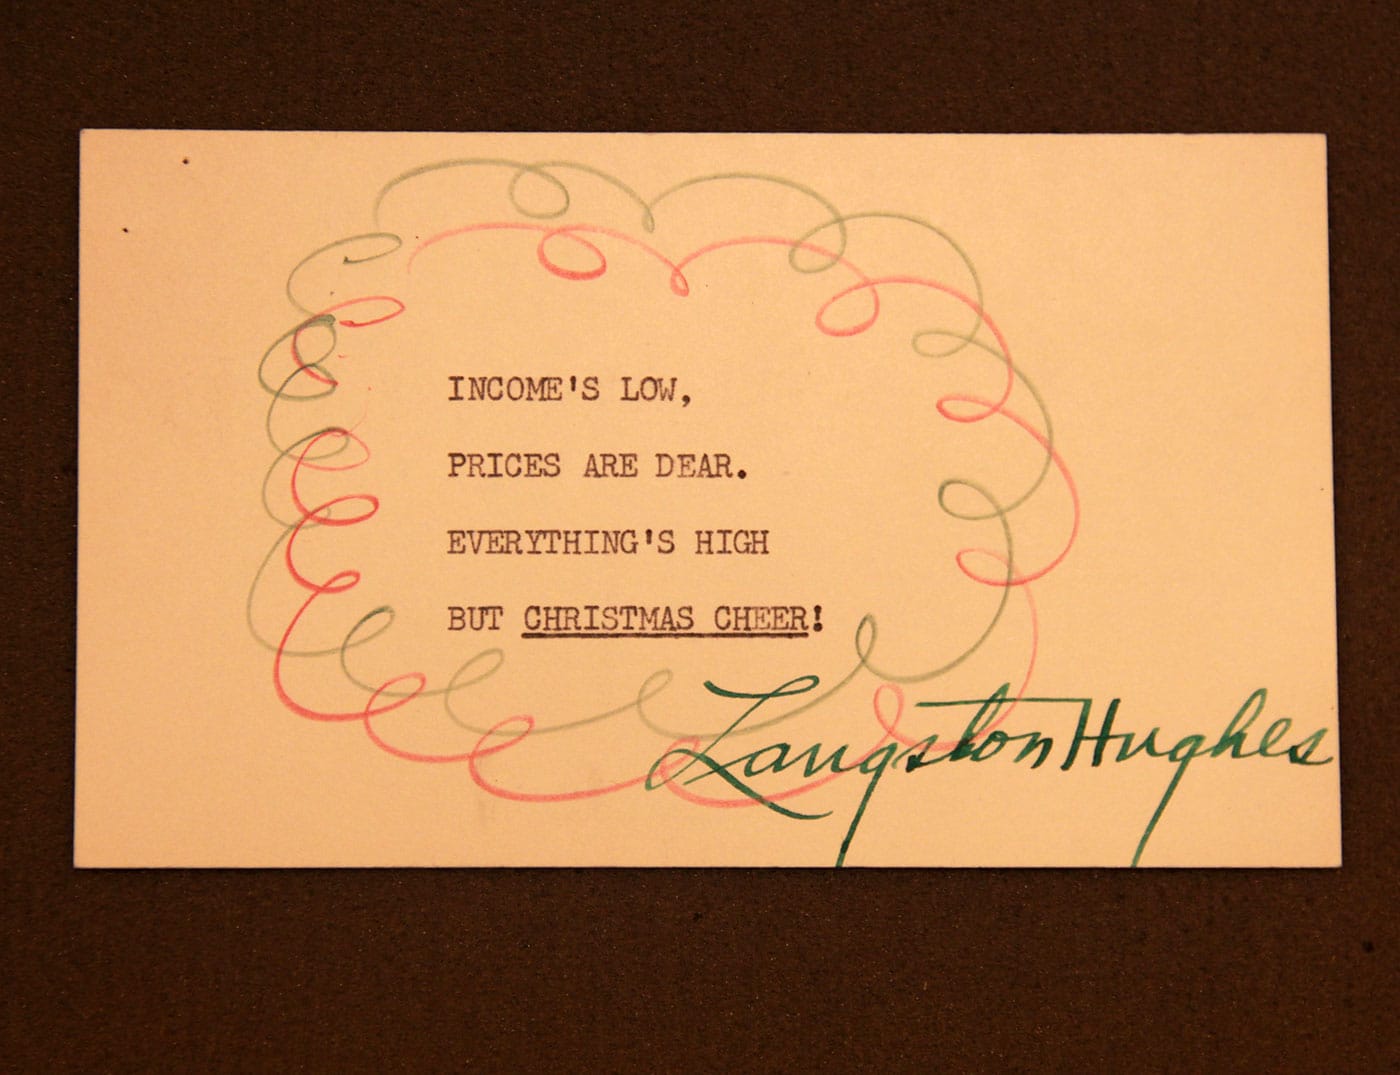 INCOME'S LOW,
PRICES ARE DEAR.
EVERYTHING'S HIGH
BUT CHRISTMAS CHEER!
Langston Hughes